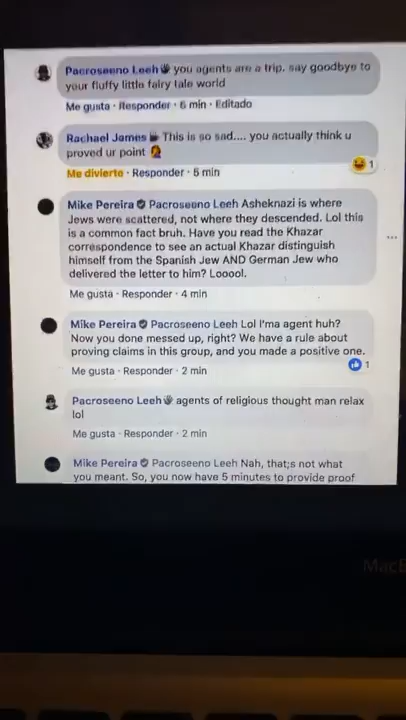 Pacroseeno Leeh you agents are a trip. say goodbye to
your fluffy little fairy tale world
Me gusta · Responder · 6 min · Editado
Rachael James This is so sad.... you actually think u
proved ur point
1
Me divierte · Responder · 5 min
Mike Pereira Pacroseeno Leeh Asheknazi is where
Jews were scattered, not where they descended. Lol this
is a common fact bruh. Have you read the Khazar
correspondence to see an actual Khazar distinguish
himself from the Spanish Jew AND German Jew who
delivered the letter to him? Looool.
Me gusta · Responder · 4 min
Mike Pereira Pacroseeno Leeh Lol I'ma agent huh?
Now you done messed up, right? We have a rule about
proving claims in this group, and you made a positive one.
1
Me gusta · Responder · 2 min
Pacroseeno Leeh agents of religious thought man relax
lol
Me gusta · Responder · 2 min
Mike Pereira Pacroseeno Leeh Nah, that;s not what
you meant. So, you now have 5 minutes to provide proof